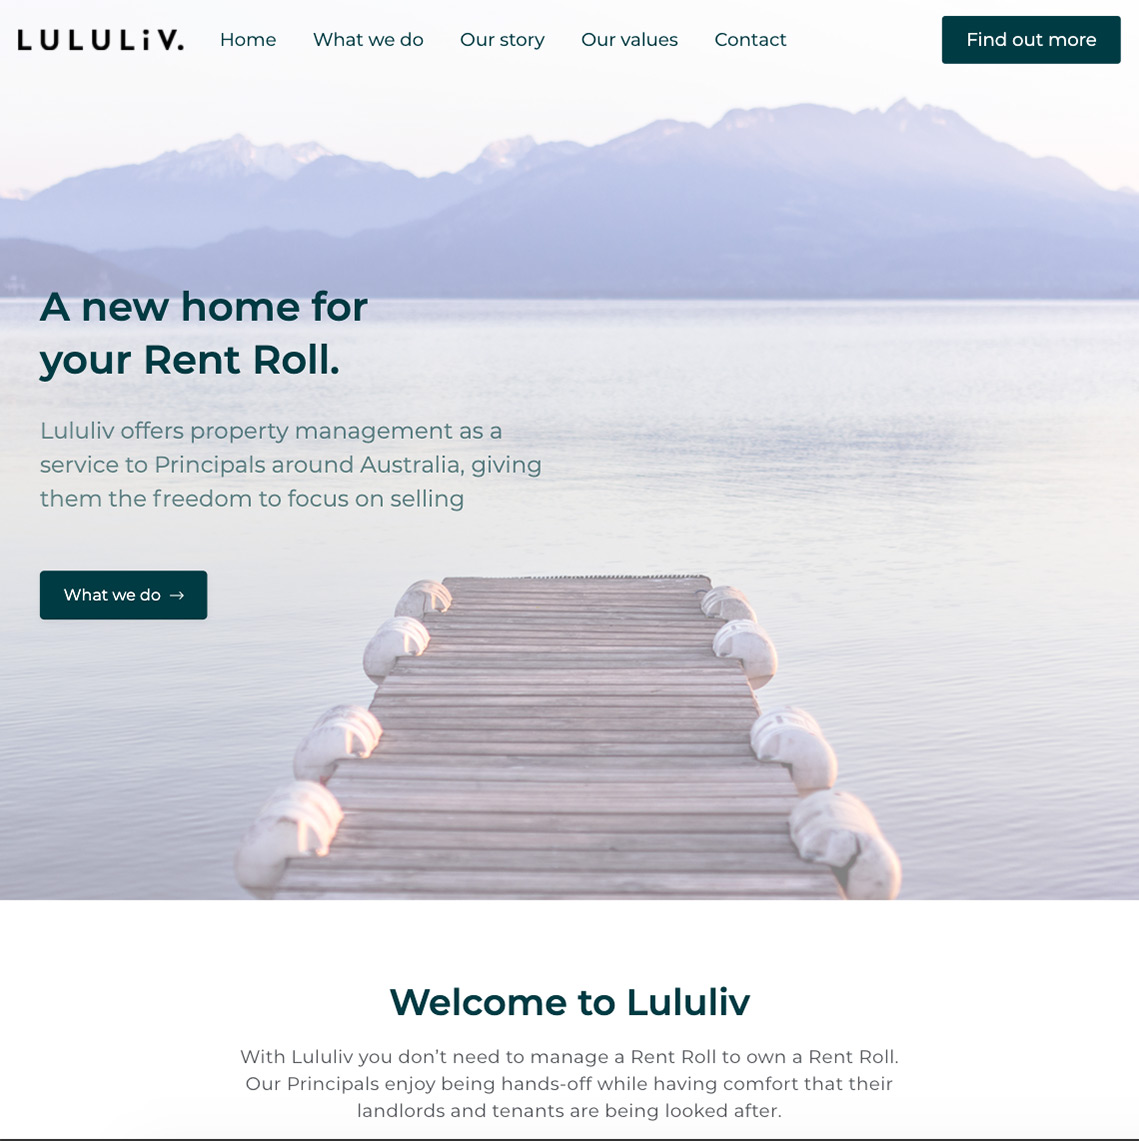 LULULiV.
Home
What we do
Our story
Our values
Contact
Find out more
A new home for
your Rent Roll.
Lululiv offers property management as a
service to Principals around Australia, giving
them the freedom to focus on selling
What we do →
Welcome to Lululiv
With Lululiv you don’t need to manage a Rent Roll to own a Rent Roll.
Our Principals enjoy being hands-off while having comfort that their
landlords and tenants are being looked after.